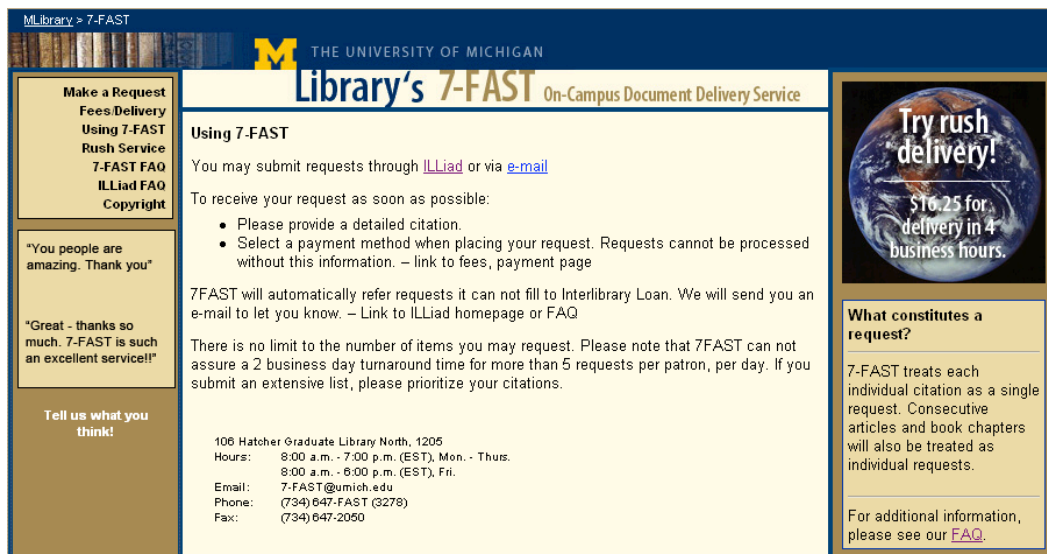 MLibrary > 7-FAST
M
THE UNIVERSITY OF MICHIGAN
Library's 7-FAST On-Campus Document Delivery Service
Make a Request
Fees/Delivery
Using 7-FAST
Rush Service
7-FAST FAQ
ILLiad FAQ
Copyright
"You people are
amazing. Thank you"
"Great - thanks so
much. 7-FAST is such
an excellent service!!"
Tell us what you
think!
Using 7-FAST
You may submit requests through ILLiad or via e-mail
To receive your request as soon as possible:
• Please provide a detailed citation.
• Select a payment method when placing your request. Requests cannot be processed
without this information. – link to fees, payment page
7FAST will automatically refer requests it can not fill to Interlibrary Loan. We will send you an
e-mail to let you know. – Link to ILLiad homepage or FAQ
There is no limit to the number of items you may request. Please note that 7FAST can not
assure a 2 business day turnaround time for more than 5 requests per patron, per day. If you
submit an extensive list, please prioritize your citations.
106 Hatcher Graduate Library North, 1205
Hours: 8:00 a.m. - 7:00 p.m. (EST), Mon. - Thurs.
8:00 a.m. - 6:00 p.m. (EST), Fri.
Email: 7-FAST@umich.edu
Phone: (734) 647-FAST (3278)
Fax: (734) 647-2050
Try rush
delivery!
$16.25 for
delivery in 4
business hours.
What constitutes a
request?
7-FAST treats each
individual citation as a single
request. Consecutive
articles and book chapters
will also be treated as
individual requests.
For additional information,
please see our FAQ.